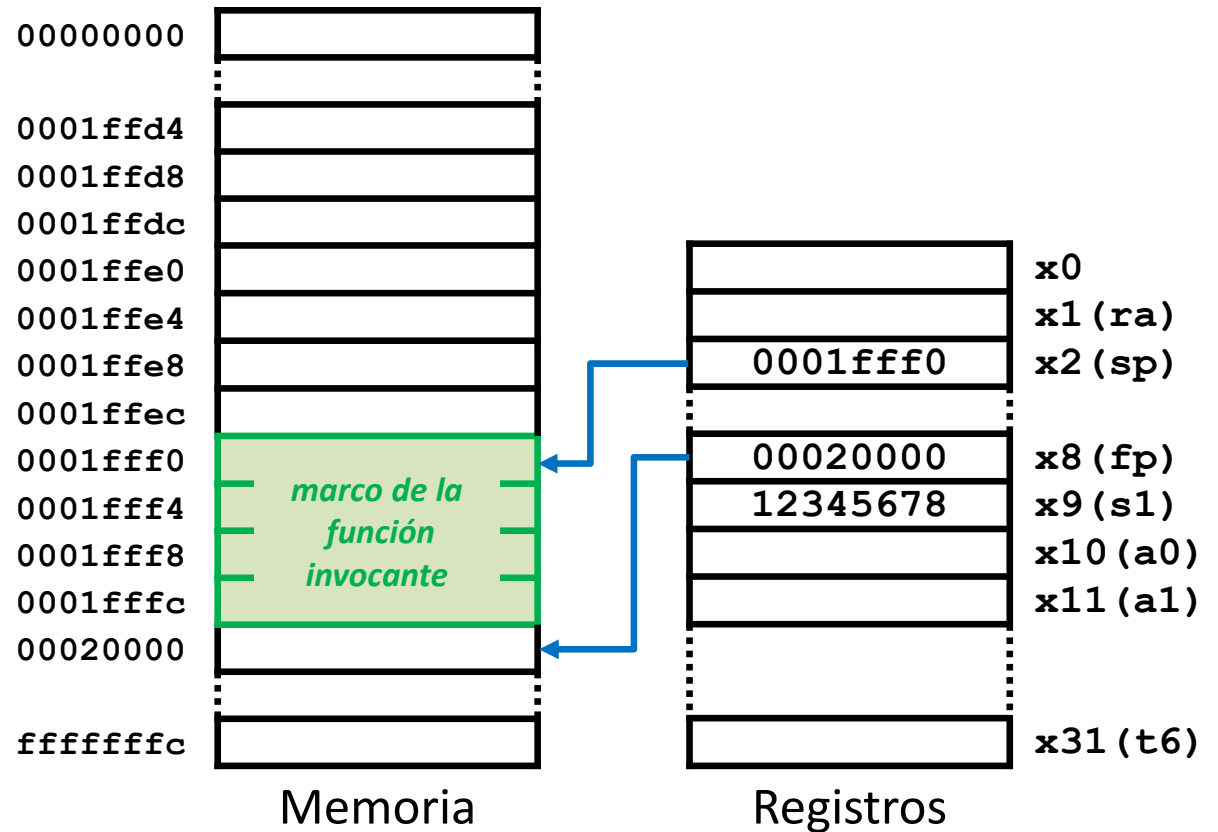 00000000
0001ffd4
0001ffd8
0001ffdc
0001ffe0
0001ffe4
0001ffe8
0001ffec
0001fff0
0001fff4
0001fff8
0001fffc
00020000
fffffffc
marco de la
función
invocante
Memoria
x0
x1(ra)
0001fff0 x2(sp)
00020000 x8(fp)
12345678 x9(s1)
x10(a0)
x11(a1)
x31(t6)
Registros